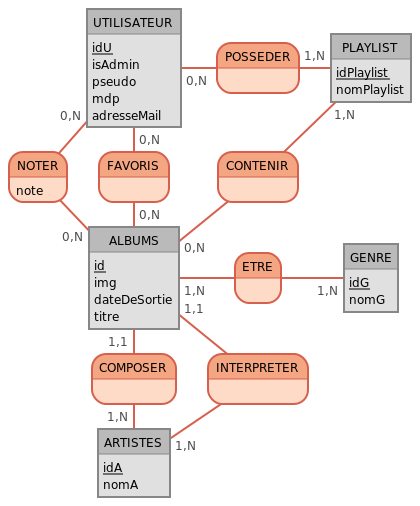 UTILISATEUR
idU
isAdmin
pseudo
mdp
adresseMail
POSSEDER
0,N
1,N
PLAYLIST
idPlaylist
nomPlaylist
1,N
0,N
0,N
NOTER
note
FAVORIS
CONTENIR
0,N
0,N
0,N
ALBUMS
id
img
dateDeSortie
titre
1,N
1,1
ETRE
1,N
GENRE
idG
nomG
1,1
COMPOSER
INTERPRETER
1,N
1,N
ARTISTES
idA
nomA